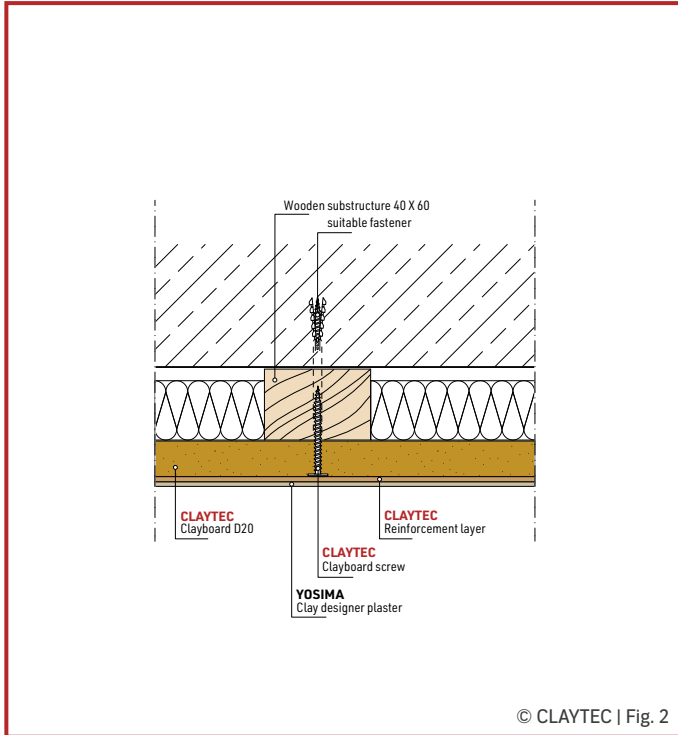 Wooden substructure 40 X 60
suitable fastener
CLAYTEC
Clayboard D20
CLAYTEC
Reinforcement layer
CLAYTEC
Clayboard screw
YOSIMA
Clay designer plaster
© CLAYTEC | Fig. 2